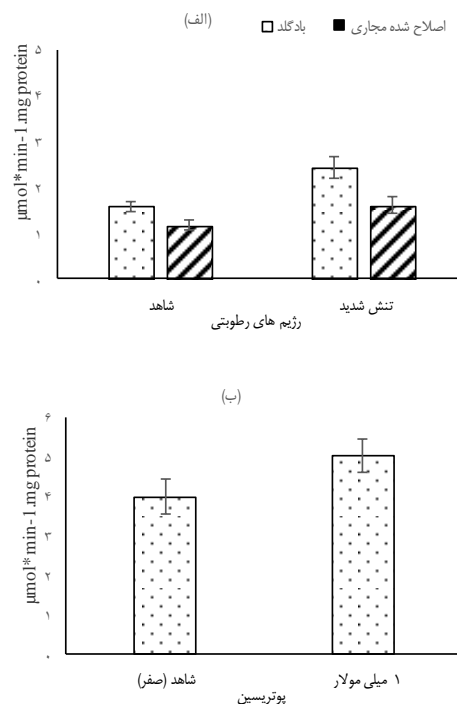 (الف)
بادگلد اصلاح شده مجاری
۵
۴
۳
۲
۱
۰
µmol*min-1.mg protein
شاهد تنش شدید
رژیم های رطوبتی
(ب)
۶
۵
۴
۳
۲
۱
۰
µmol*min-1.mg protein
شاهد (صفر) ۱ میلی مولار
پوتریسین